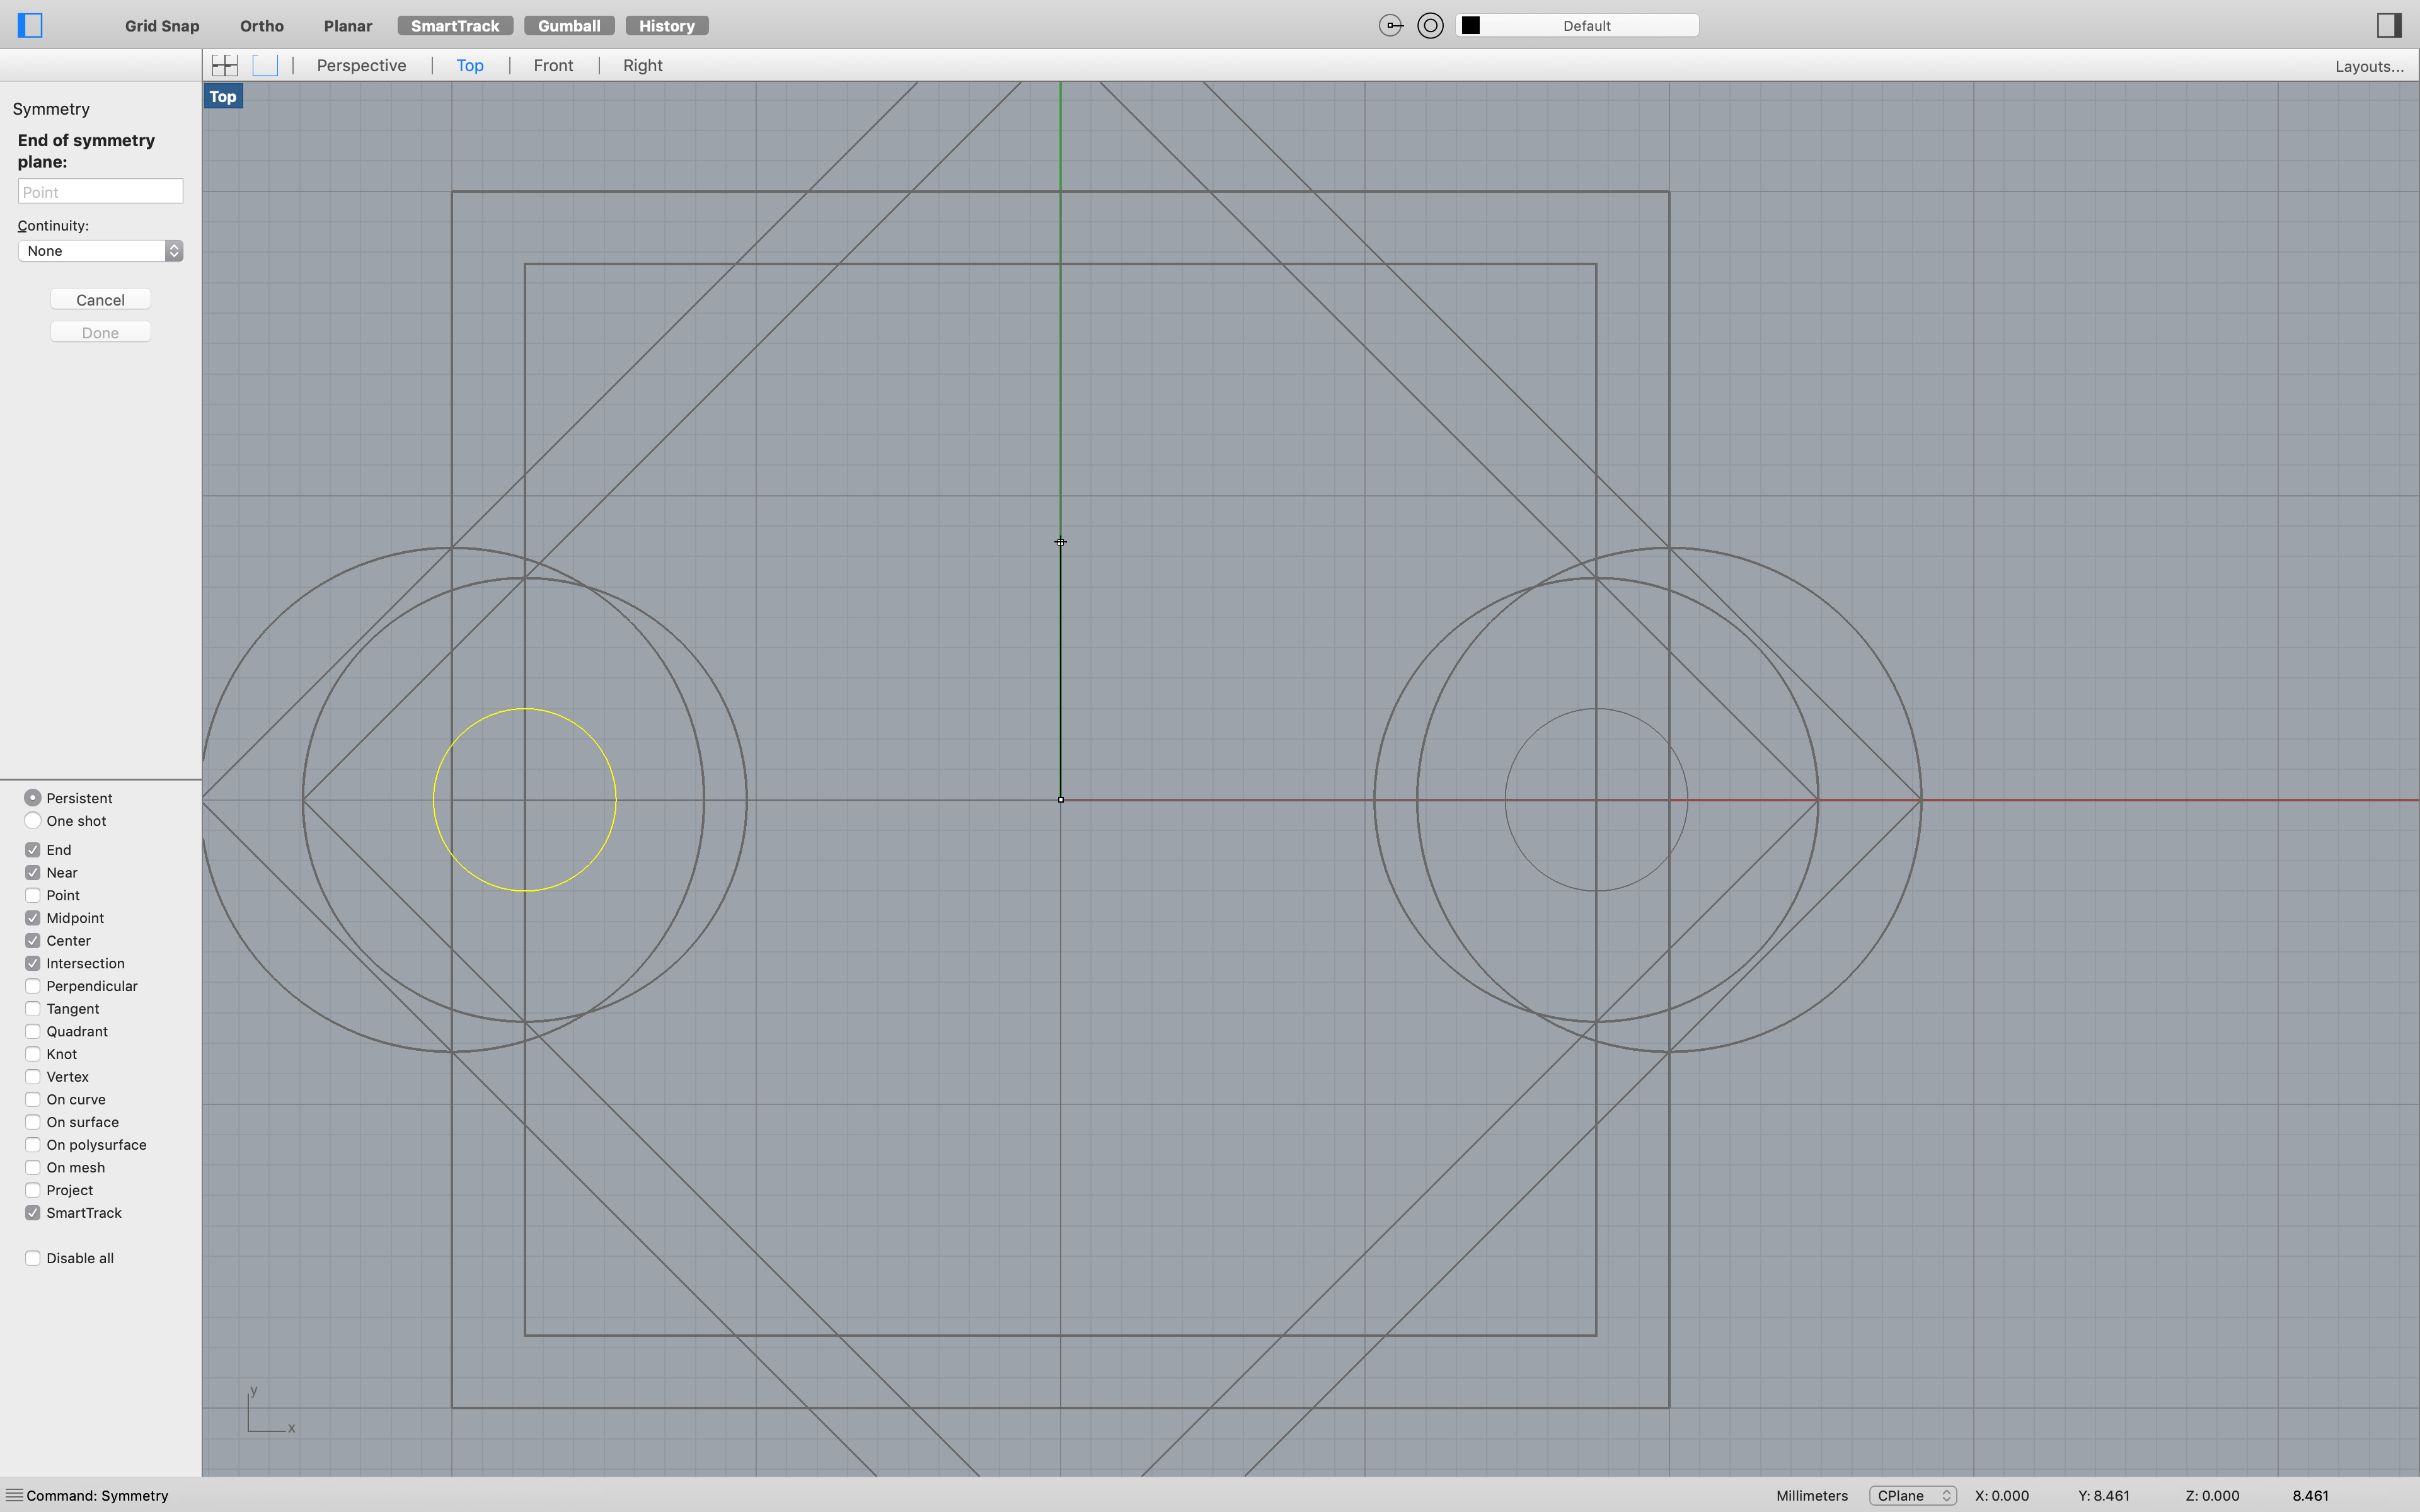 Grid Snap Ortho Planar SmartTrack Gumball History Default
Perspective Top Front Right Layouts...
Top
Symmetry
End of symmetry
plane:
Point
Continuity:
None
Cancel
Done
Persistent
One shot
End
Near
Point
Midpoint
Center
Intersection
Perpendicular
Tangent
Quadrant
Knot
Vertex
On curve
On surface
On polysurface
On mesh
Project
SmartTrack
Disable all
y
x
Command: Symmetry Millimeters CPlane X: 0.000 Y: 8.461 Z: 0.000 8.461